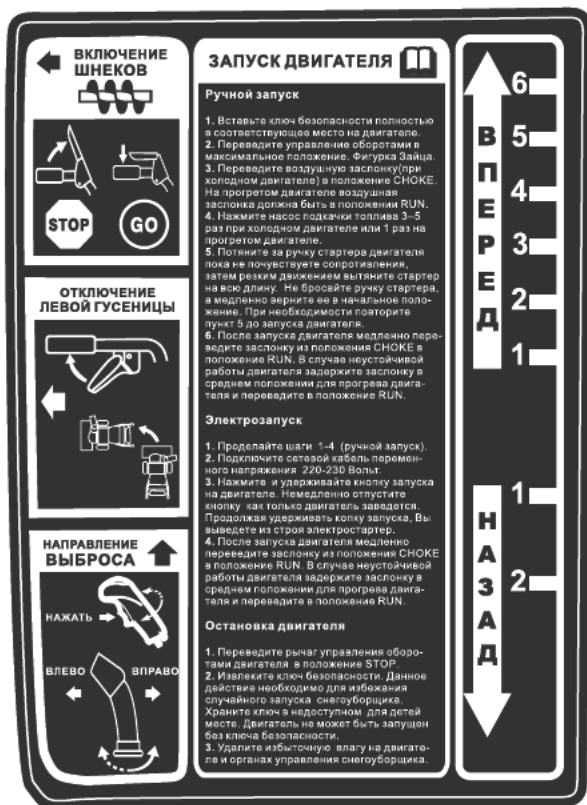 ВКЛЮЧЕНИЕ
ШНЕКОВ
STOP
GO
ОТКЛЮЧЕНИЕ
ЛЕВОЙ ГУСЕНИЦЫ
НАПРАВЛЕНИЕ
ВЫБРОСА
НАЖАТЬ
ВЛЕВО
ВПРАВО
ЗАПУСК ДВИГАТЕЛЯ
Ручной запуск
1. Вставьте ключ безопасности полностью
в соответствующее место на двигателе.
2. Переведите управление оборотами в
максимальное положение. Фигурка Зайца.
3. Переведите воздушную заслонку(при
холодном двигателе) в положение CHOKE.
На прогретом двигателе воздушная
заслонка должна быть в положении RUN.
4. Нажмите насос подкачки топлива 3–5
раз при холодном двигателе или 1 раз на
прогретом двигателе.
5. Потяните за ручку стартера двигателя
пока не почувствуете сопротивления,
затем резким движением вытяните стартер
на всю длину. Не бросайте ручку стартера,
а медленно верните ее в начальное поло-
жение. При необходимости повторите
пункт 5 до запуска двигателя.
6. После запуска двигателя медленно пере-
ведите заслонку из положения CHOKE в
положение RUN. В случае неустойчивой
работы двигателя задержите заслонку в
среднем положении для прогрева двига-
теля и переведите в положение RUN.
Электрозапуск
1. Проделайте шаги 1-4 (ручной запуск).
2. Подключите сетевой кабель перемен-
ного напряжения 220-230 Вольт.
3. Нажмите и удерживайте кнопку запуска
на двигателе. Немедленно отпустите
кнопку как только двигатель заведется.
Продолжая удерживать копку запуска, Вы
выведете из строя электростартер.
4. После запуска двигателя медленно
переведите заслонку из положения CHOKE
в положение RUN. В случае неустойчивой
работы двигателя задержите заслонку в
среднем положении для прогрева двига-
теля и переведите в положение RUN.
Остановка двигателя
1. Переведите рычаг управления оборо-
тами двигателя в положение STOP.
2. Извлеките ключ безопасности. Данное
действие необходимо для избежания
случайного запуска снегоуборщика.
Храните ключ в недоступном для детей
месте. Двигатель не может быть запущен
без ключа безопасности.
3. Удалите избыточную влагу на двигате-
ле и органах управления снегоуборщика.
ВПЕРЕД
6
5
4
3
2
1
НАЗАД
1
2